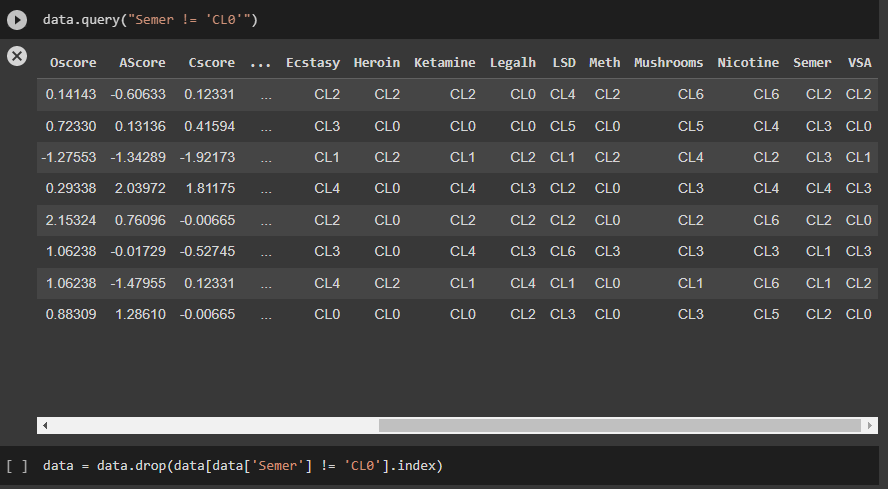 data.query("Semer != 'CL0'")
Oscore AScore Cscore ... Ecstasy Heroin Ketamine Legalh LSD Meth Mushrooms Nicotine Semer VSA
0.14143 -0.60633 0.12331 ... CL2 CL2 CL2 CL0 CL4 CL2 CL6 CL6 CL2 CL2
0.72330 0.13136 0.41594 ... CL3 CL0 CL0 CL0 CL5 CL0 CL5 CL4 CL3 CL0
-1.27553 -1.34289 -1.92173 ... CL1 CL2 CL1 CL2 CL1 CL2 CL4 CL2 CL3 CL1
0.29338 2.03972 1.81175 ... CL4 CL0 CL4 CL3 CL2 CL0 CL3 CL4 CL4 CL3
2.15324 0.76096 -0.00665 ... CL2 CL0 CL2 CL2 CL2 CL0 CL2 CL6 CL2 CL0
1.06238 -0.01729 -0.52745 ... CL3 CL0 CL4 CL3 CL6 CL3 CL3 CL3 CL1 CL3
1.06238 -1.47955 0.12331 ... CL4 CL2 CL1 CL4 CL1 CL0 CL1 CL6 CL1 CL2
0.88309 1.28610 -0.00665 ... CL0 CL0 CL0 CL2 CL3 CL0 CL3 CL5 CL2 CL0
[ ] data = data.drop(data[data['Semer'] != 'CL0'].index)